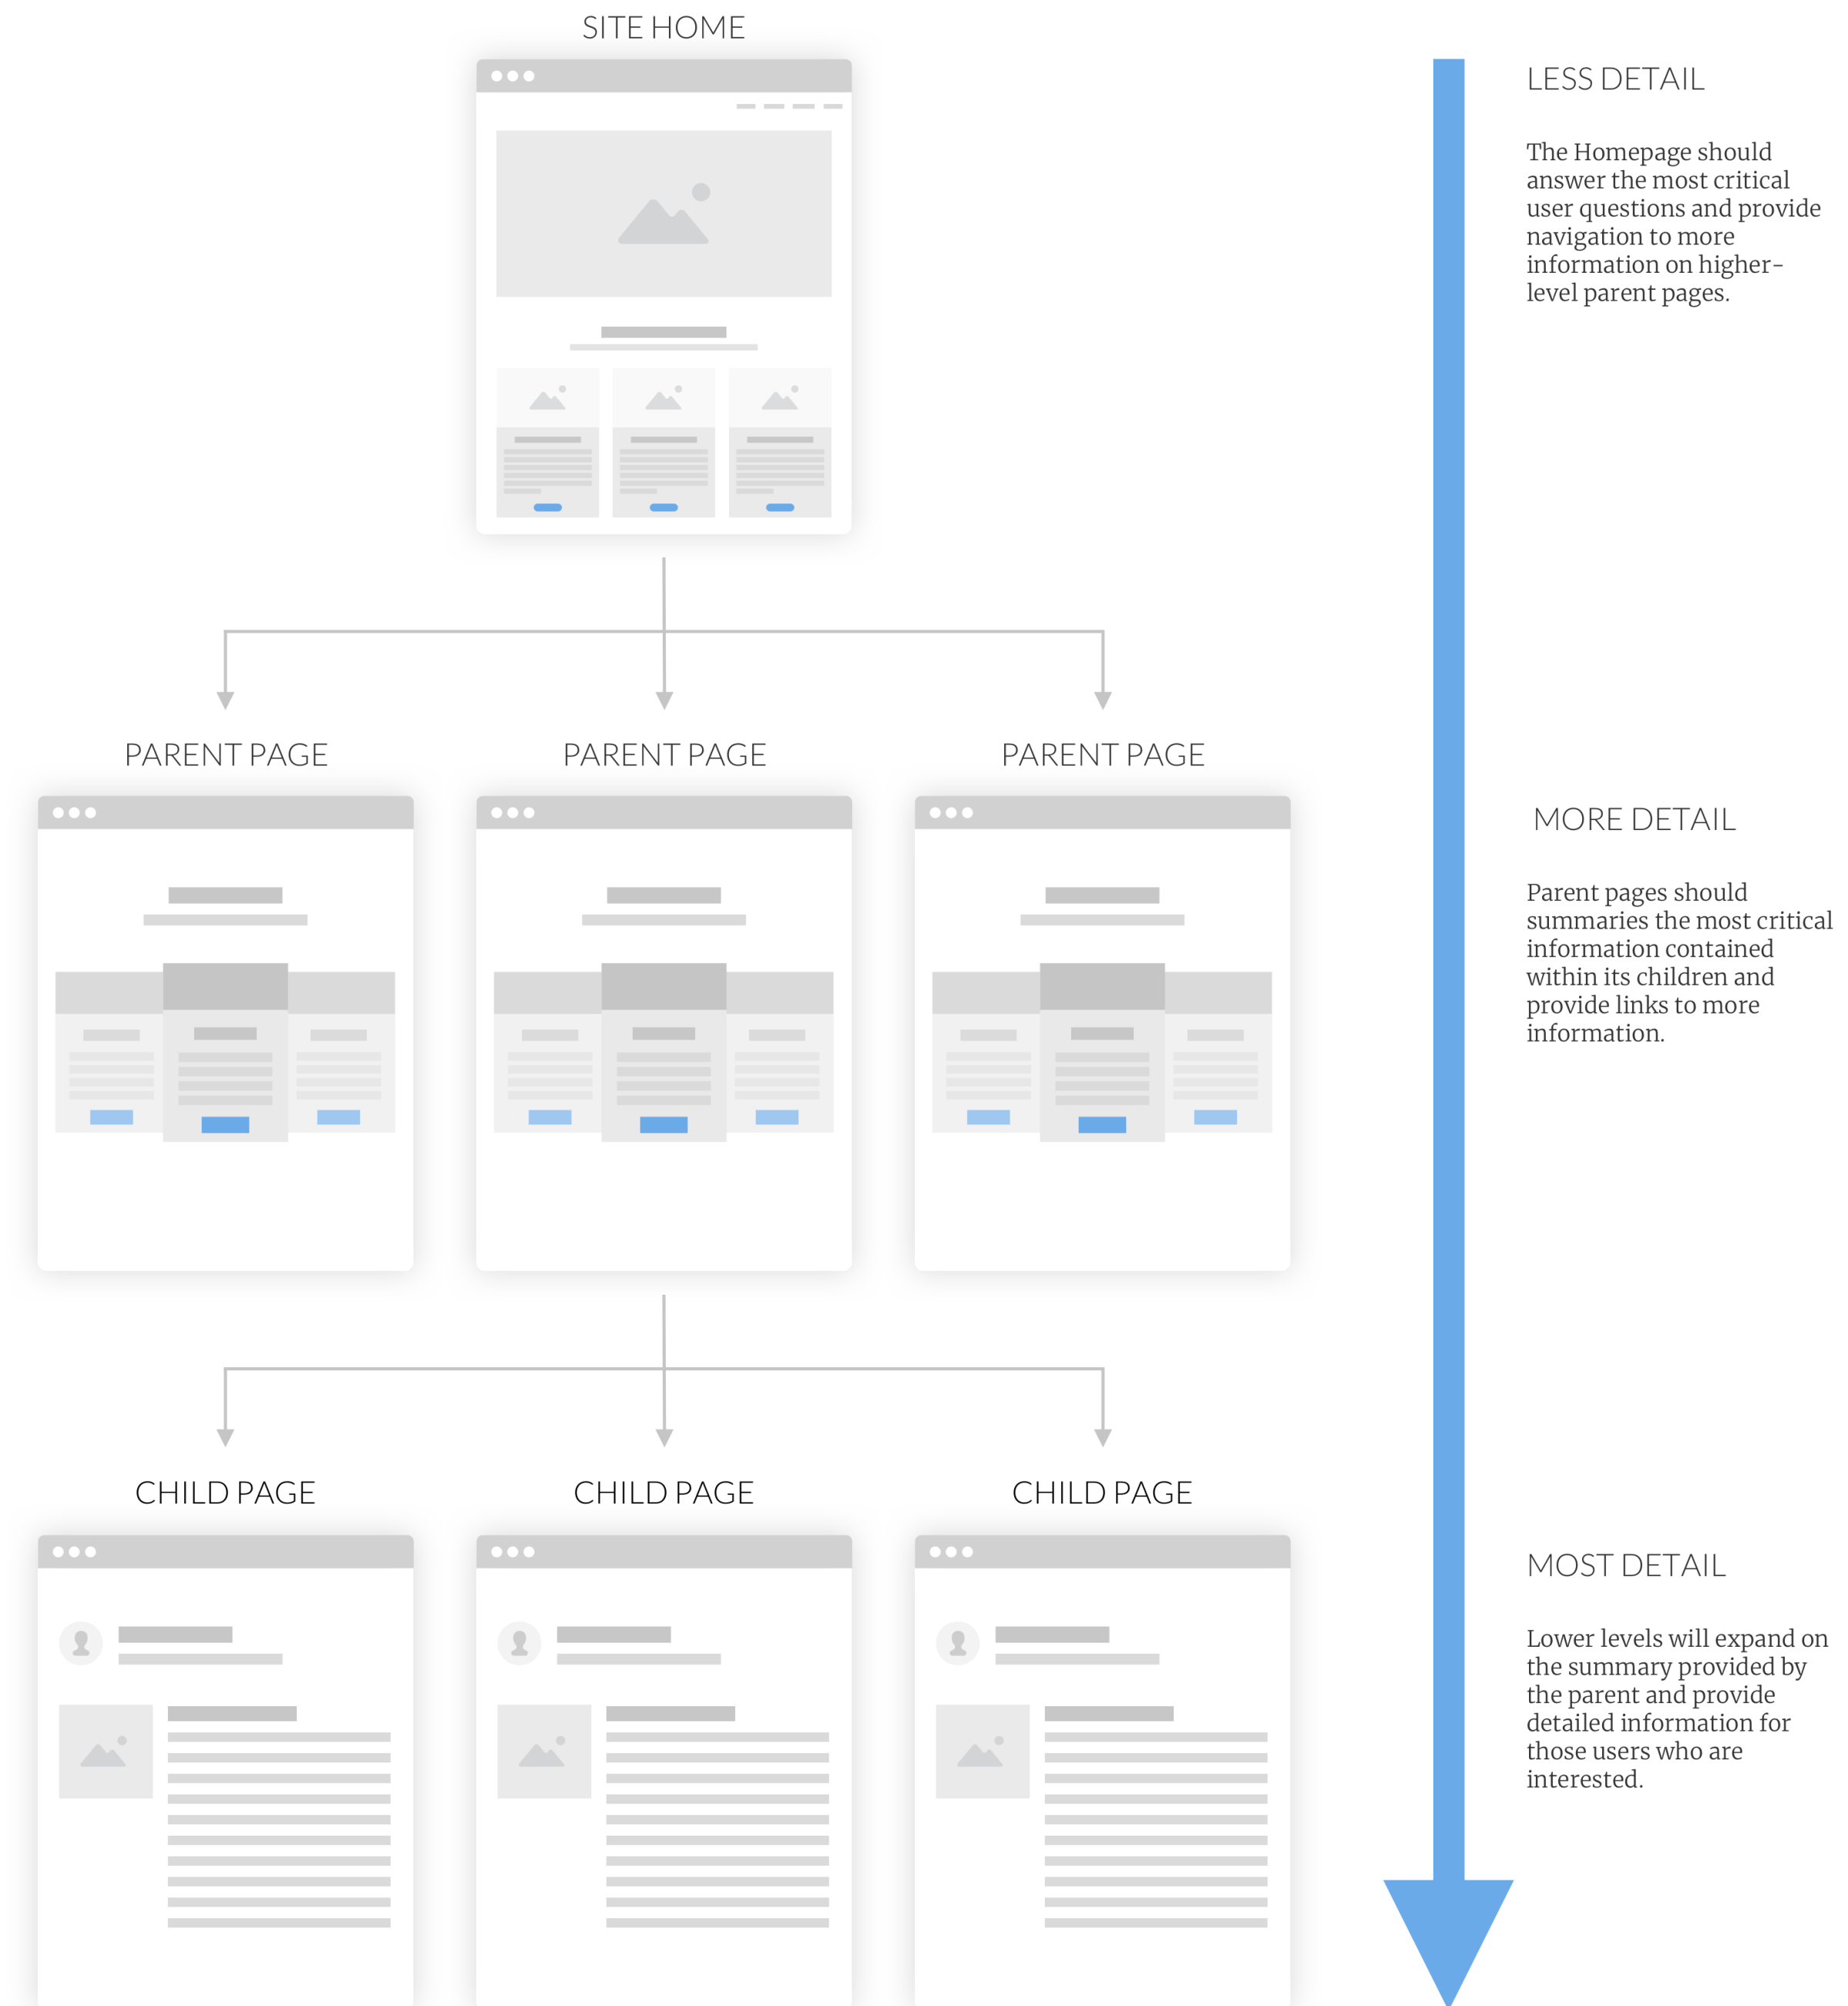 SITE HOME
LESS DETAIL
The Homepage should
answer the most critical
user questions and provide
navigation to more
information on higher-
level parent pages.
PARENT PAGE
PARENT PAGE
PARENT PAGE
MORE DETAIL
Parent pages should
summaries the most critical
information contained
within its children and
provide links to more
information.
CHILD PAGE
CHILD PAGE
CHILD PAGE
MOST DETAIL
Lower levels will expand on
the summary provided by
the parent and provide
detailed information for
those users who are
interested.